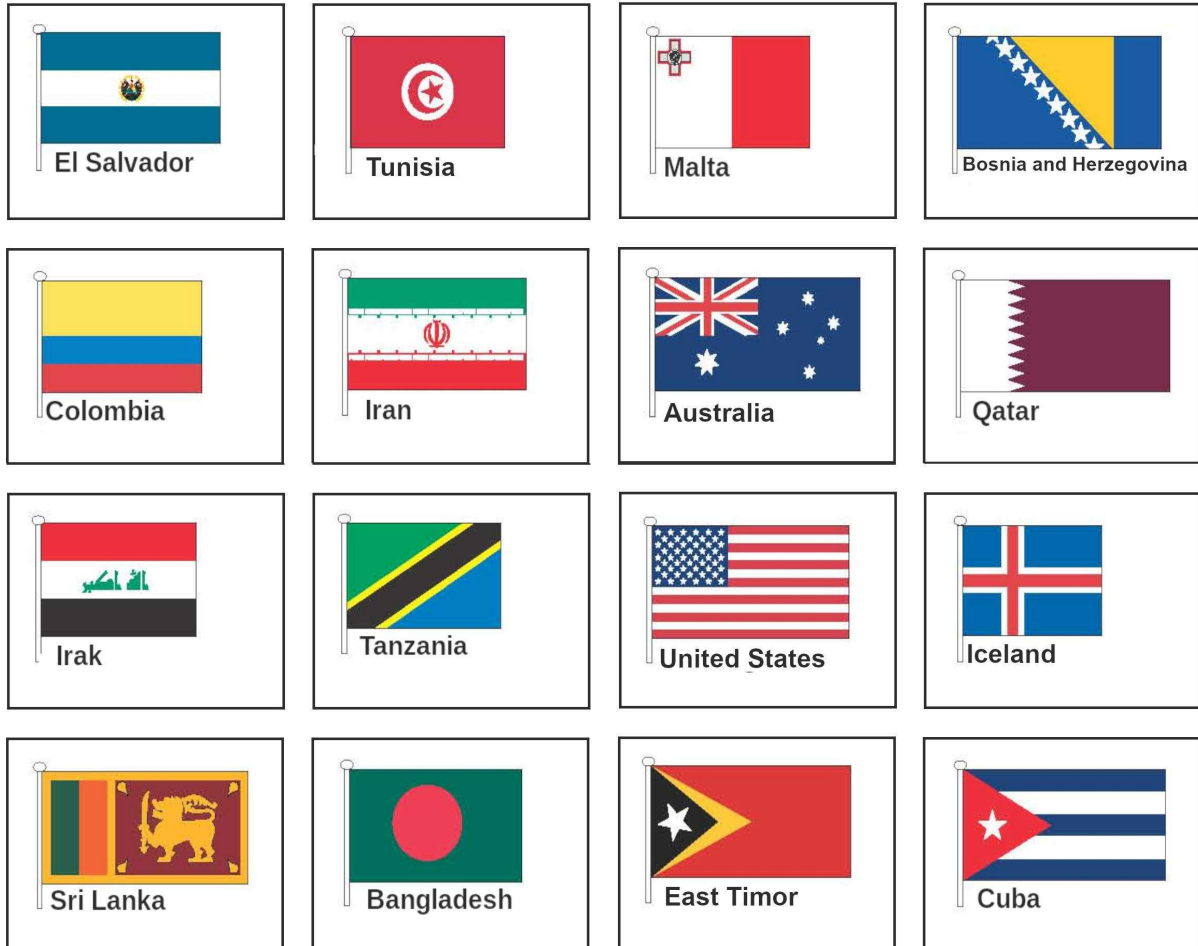 El Salvador
Tunisia
Malta
Bosnia and Herzegovina
Colombia
Iran
Australia
Qatar
Irak
Tanzania
United States
Iceland
Sri Lanka
Bangladesh
East Timor
Cuba